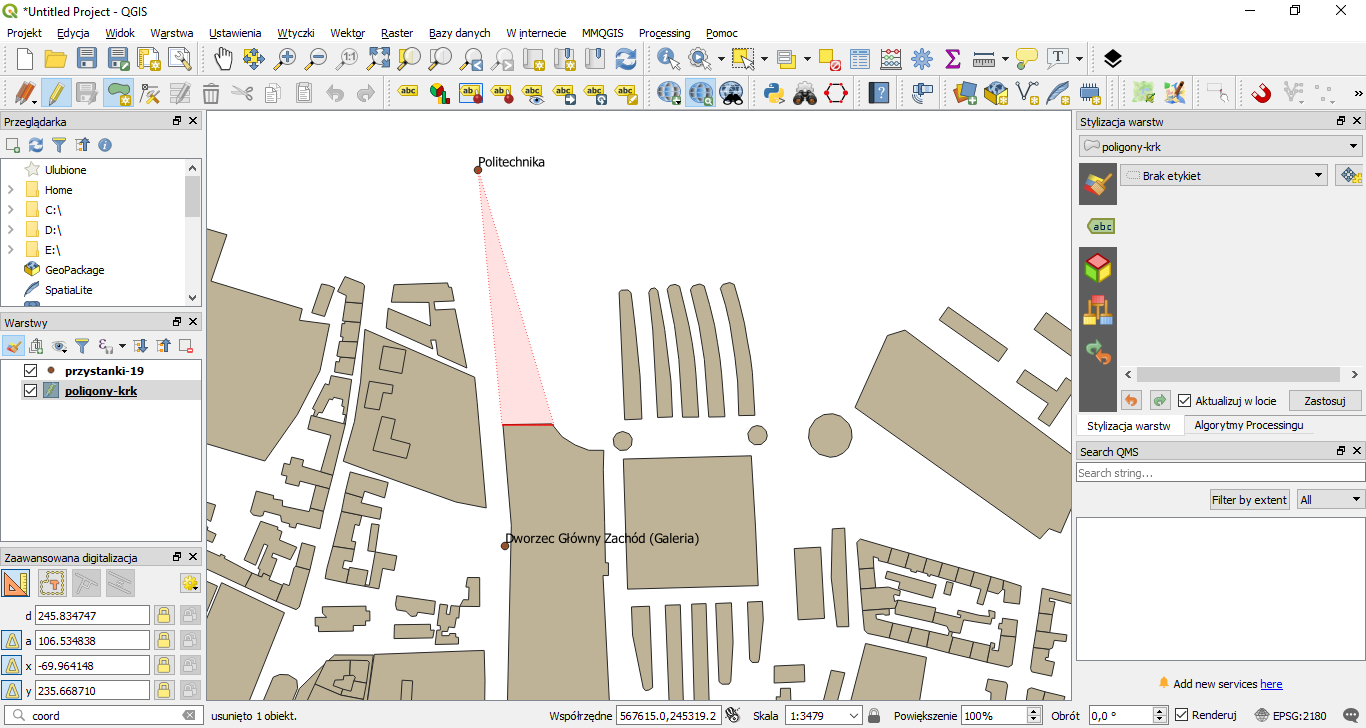 *Untitled Project - QGIS
Projekt Edycja Widok Warstwa Ustawienia Wtyczki Wektor Raster Bazy danych W internecie MMQGIS Processing Pomoc
Przeglądarka
Ulubione
Home
C:\
D:\
E:\
GeoPackage
SpatiaLite
Warstwy
przystanki-19
poligony-krk
Zaawansowana digitalizacja
d 245.834747
a 106.534838
x -69.964148
y 235.668710
Politechnika
Dworzec Główny Zachód (Galeria)
Stylizacja warstw
poligony-krk
Brak etykiet
abc
Aktualizuj w locie Zastosuj
Stylizacja warstw Algorytmy Processingu
Search QMS
Search string...
Filter by extent All
Add new services here
coord usunięto 1 obiekt. Współrzędne 567615.0,245319.2 Skala 1:3479 Powiększenie 100% Obrót 0,0 ° Renderuj EPSG:2180